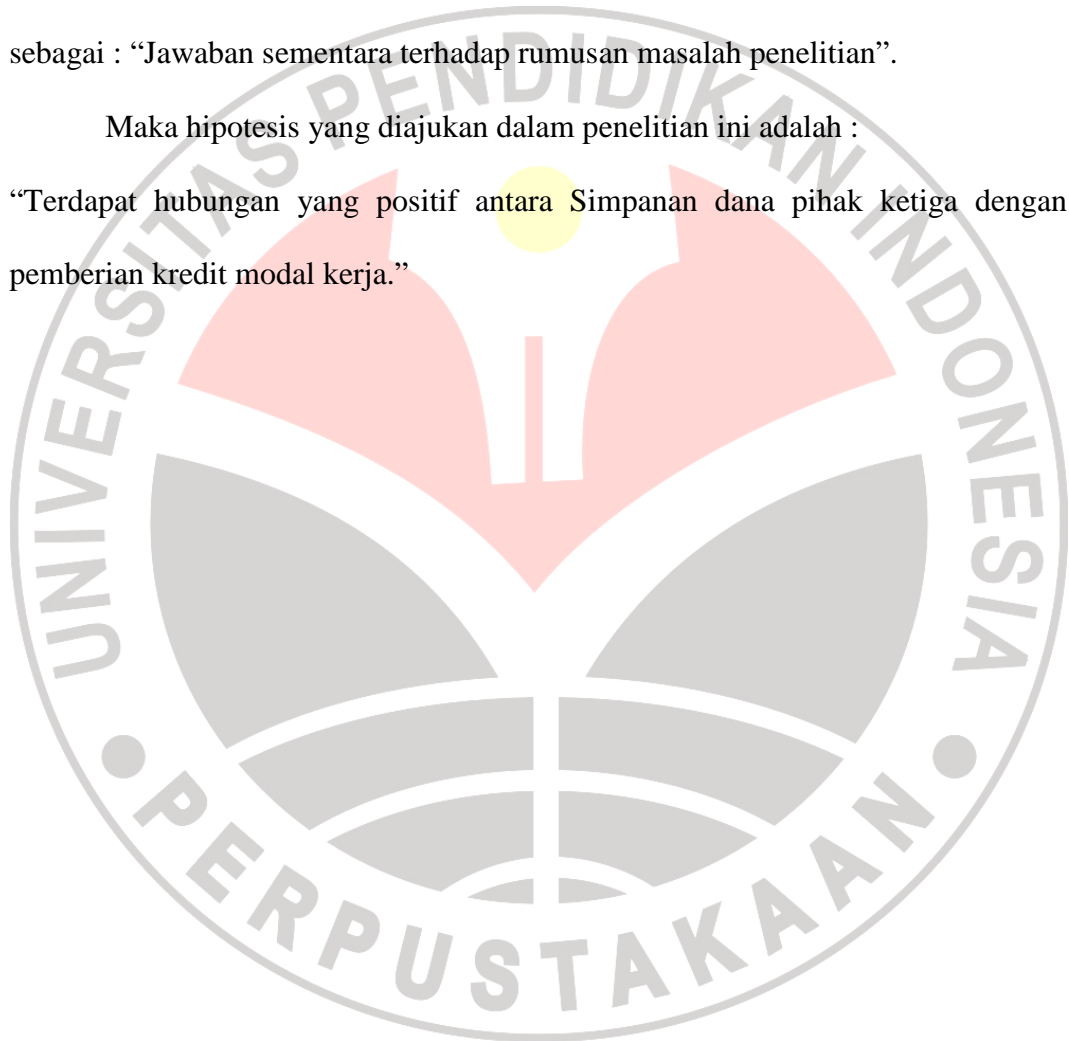 sebagai : “Jawaban sementara terhadap rumusan masalah penelitian”.
Maka hipotesis yang diajukan dalam penelitian ini adalah :
“Terdapat hubungan yang positif antara Simpanan dana pihak ketiga dengan
pemberian kredit modal kerja.”
UNIVERSITAS PENDIDIKAN INDONESIA
PERPUSTAKAAN